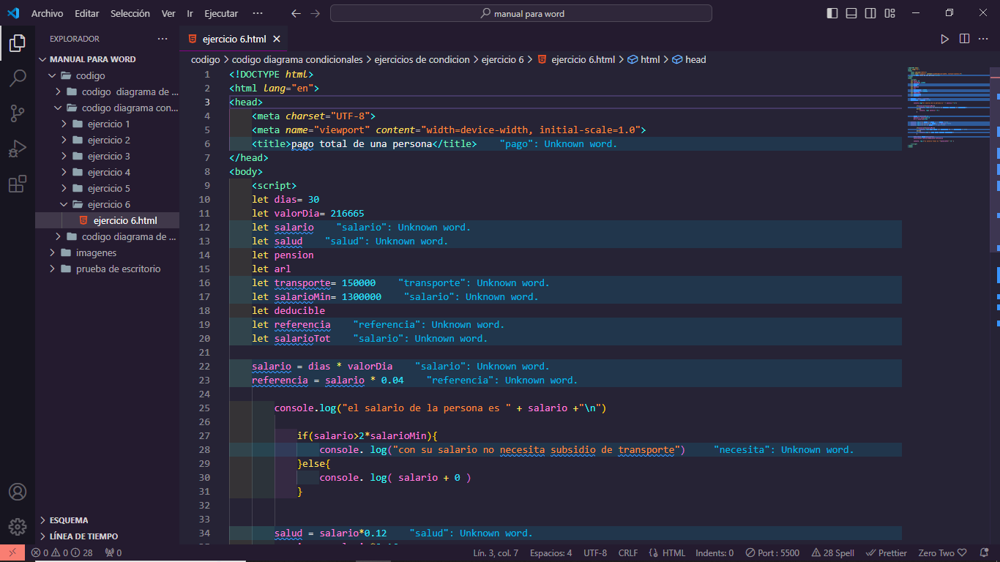 Archivo Editar Selección Ver Ir Ejecutar ··· manual para word
EXPLORADOR ···
MANUAL PARA WORD
codigo
codigo diagrama de ...
codigo diagrama con...
ejercicio 1
ejercicio 2
ejercicio 3
ejercicio 4
ejercicio 5
ejercicio 6
ejercicio 6.html
codigo diagrama de ...
imagenes
prueba de escritorio
ESQUEMA
LÍNEA DE TIEMPO
ejercicio 6.html
codigo > codigo diagrama condicionales > ejercicios de condicion > ejercicio 6 > ejercicio 6.html > html > head
1 <!DOCTYPE html>
2 <html lang="en">
3 <head>
4 <meta charset="UTF-8">
5 <meta name="viewport" content="width=device-width, initial-scale=1.0">
6 <title>pago total de una persona</title> "pago": Unknown word.
7 </head>
8 <body>
9 <script>
10 let dias= 30
11 let valorDia= 216665
12 let salario "salario": Unknown word.
13 let salud "salud": Unknown word.
14 let pension
15 let arl
16 let transporte= 150000 "transporte": Unknown word.
17 let salarioMin= 1300000 "salario": Unknown word.
18 let deducible
19 let referencia "referencia": Unknown word.
20 let salarioTot "salario": Unknown word.
21
22 salario = dias * valorDia "salario": Unknown word.
23 referencia = salario * 0.04 "referencia": Unknown word.
24
25 console.log("el salario de la persona es " + salario +"\n")
26
27 if(salario>2*salarioMin){
28 console. log("con su salario no necesita subsidio de transporte") "necesita": Unknown word.
29 }else{
30 console. log( salario + 0 )
31 }
32
33
34 salud = salario*0.12 "salud": Unknown word.
0 0 28 0 Lín. 3, col. 7 Espacios: 4 UTF-8 CRLF HTML Indents: 0 Port : 5500 28 Spell Prettier Zero Two